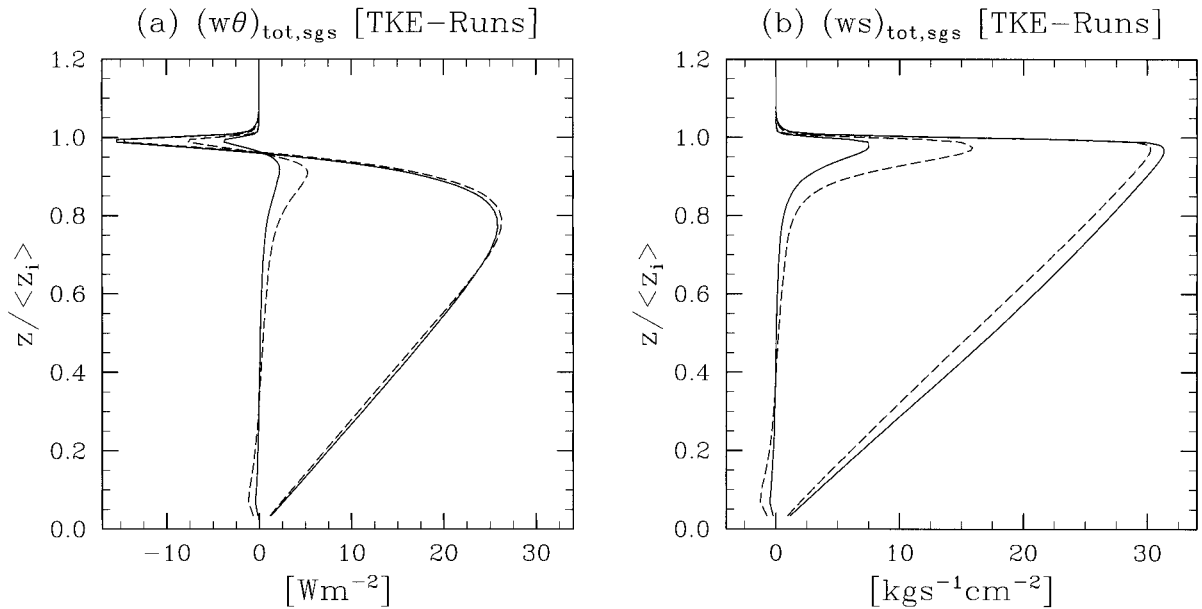 (a) (wθ)tot,sgs [TKE−Runs]
1.2
1.0
0.8
0.6
0.4
0.2
0.0
z/<zi>
−10 0 10 20 30
[Wm−2]
(b) (ws)tot,sgs [TKE−Runs]
1.2
1.0
0.8
0.6
0.4
0.2
0.0
z/<zi>
0 10 20 30
[kgs−1cm−2]